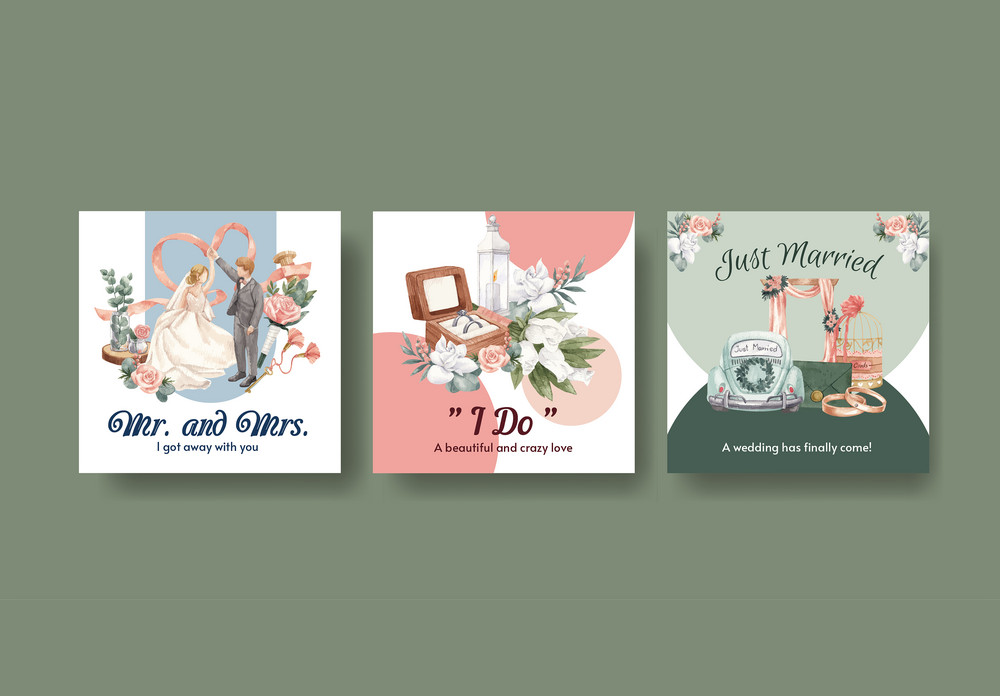 Mr. and Mrs.
I got away with you
" I Do "
A beautiful and crazy love
Just Married
Just Married
A wedding has finally come!